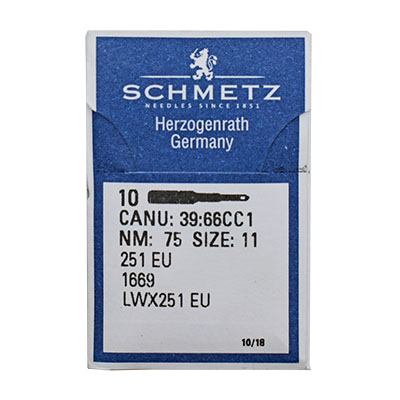 SCHMETZ
NEEDLES SINCE 1851
Herzogenrath
Germany
10
CANU: 39:66CC1
NM: 75 SIZE: 11
251 EU
1669
LWX251 EU
10/18